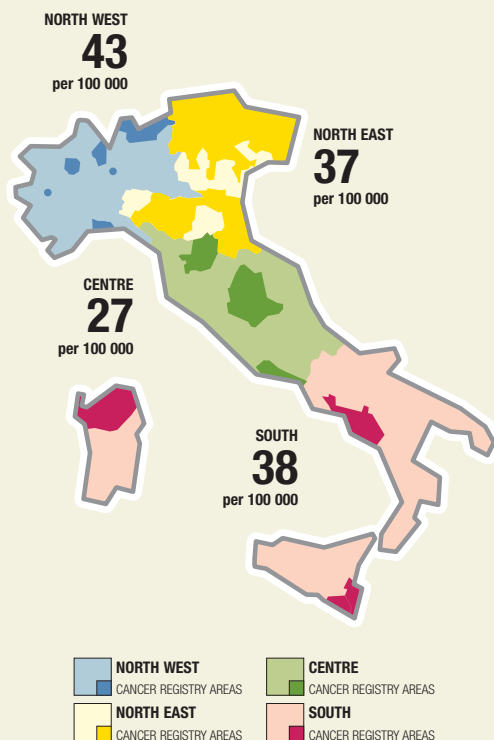 NORTH WEST
43
per 100 000
NORTH EAST
37
per 100 000
CENTRE
27
per 100 000
SOUTH
38
per 100 000
NORTH WEST
CANCER REGISTRY AREAS
CENTRE
CANCER REGISTRY AREAS
NORTH EAST
CANCER REGISTRY AREAS
SOUTH
CANCER REGISTRY AREAS